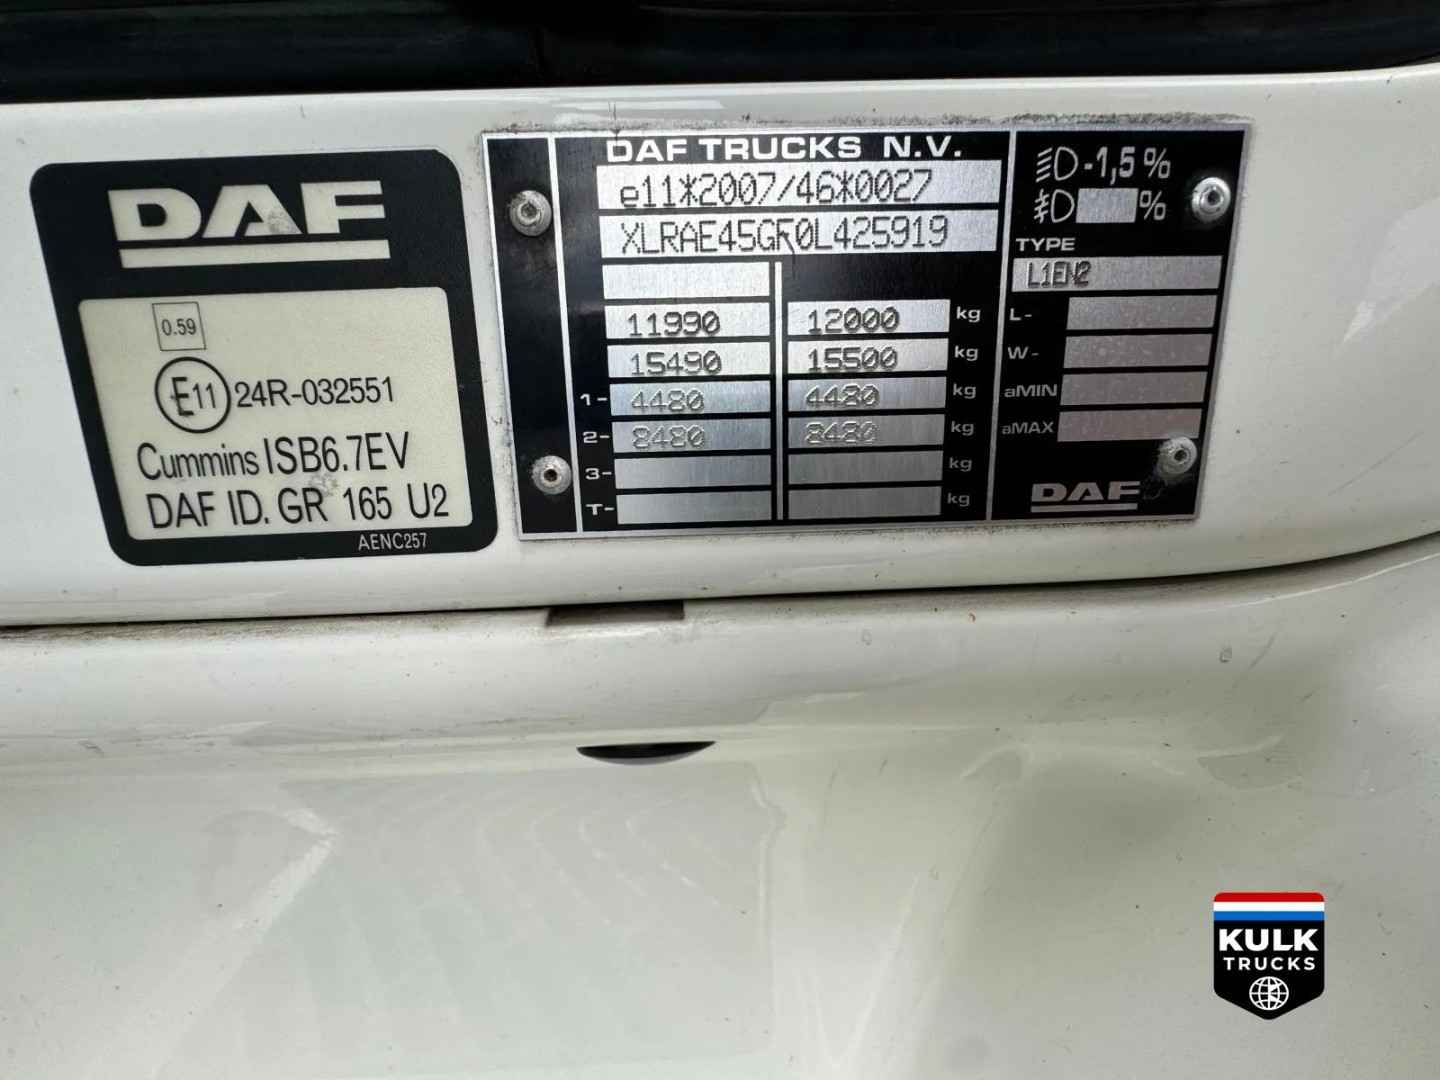 DAF
0.59
E11 24R-032551
Cummins ISB6.7EV
DAF ID. GR 165 U2
AENC257
DAF TRUCKS N.V.
e11*2007/46*0027
XLRAE45GF0L425919
11990 12000 kg
15490 15500 kg
1- 4480 4480 kg
2- 8480 8480 kg
3- kg
T- kg
D -1,5 %
D %
TYPE
L1EN2
L-
W-
aMIN
aMAX
DAF
KULK
TRUCKS